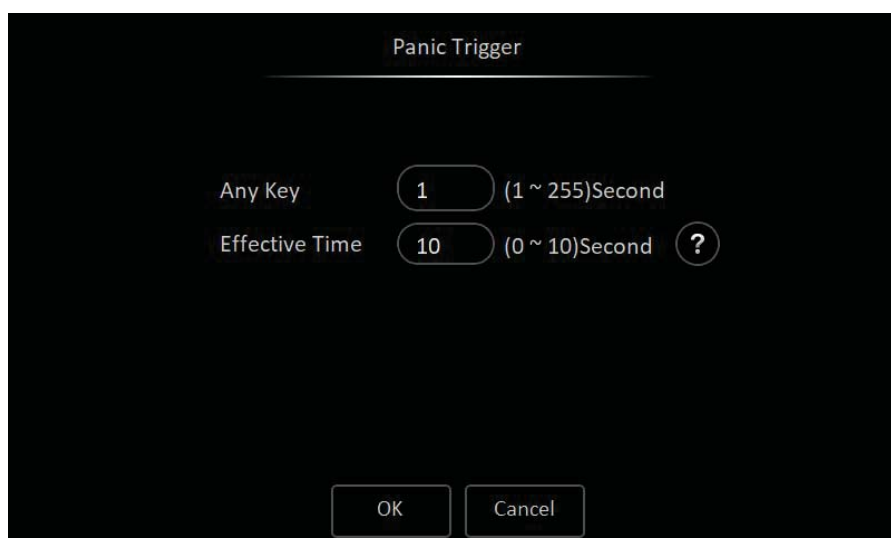 Panic Trigger
Any Key 1 (1 ~ 255)Second
Effective Time 10 (0 ~ 10)Second ?
OK Cancel